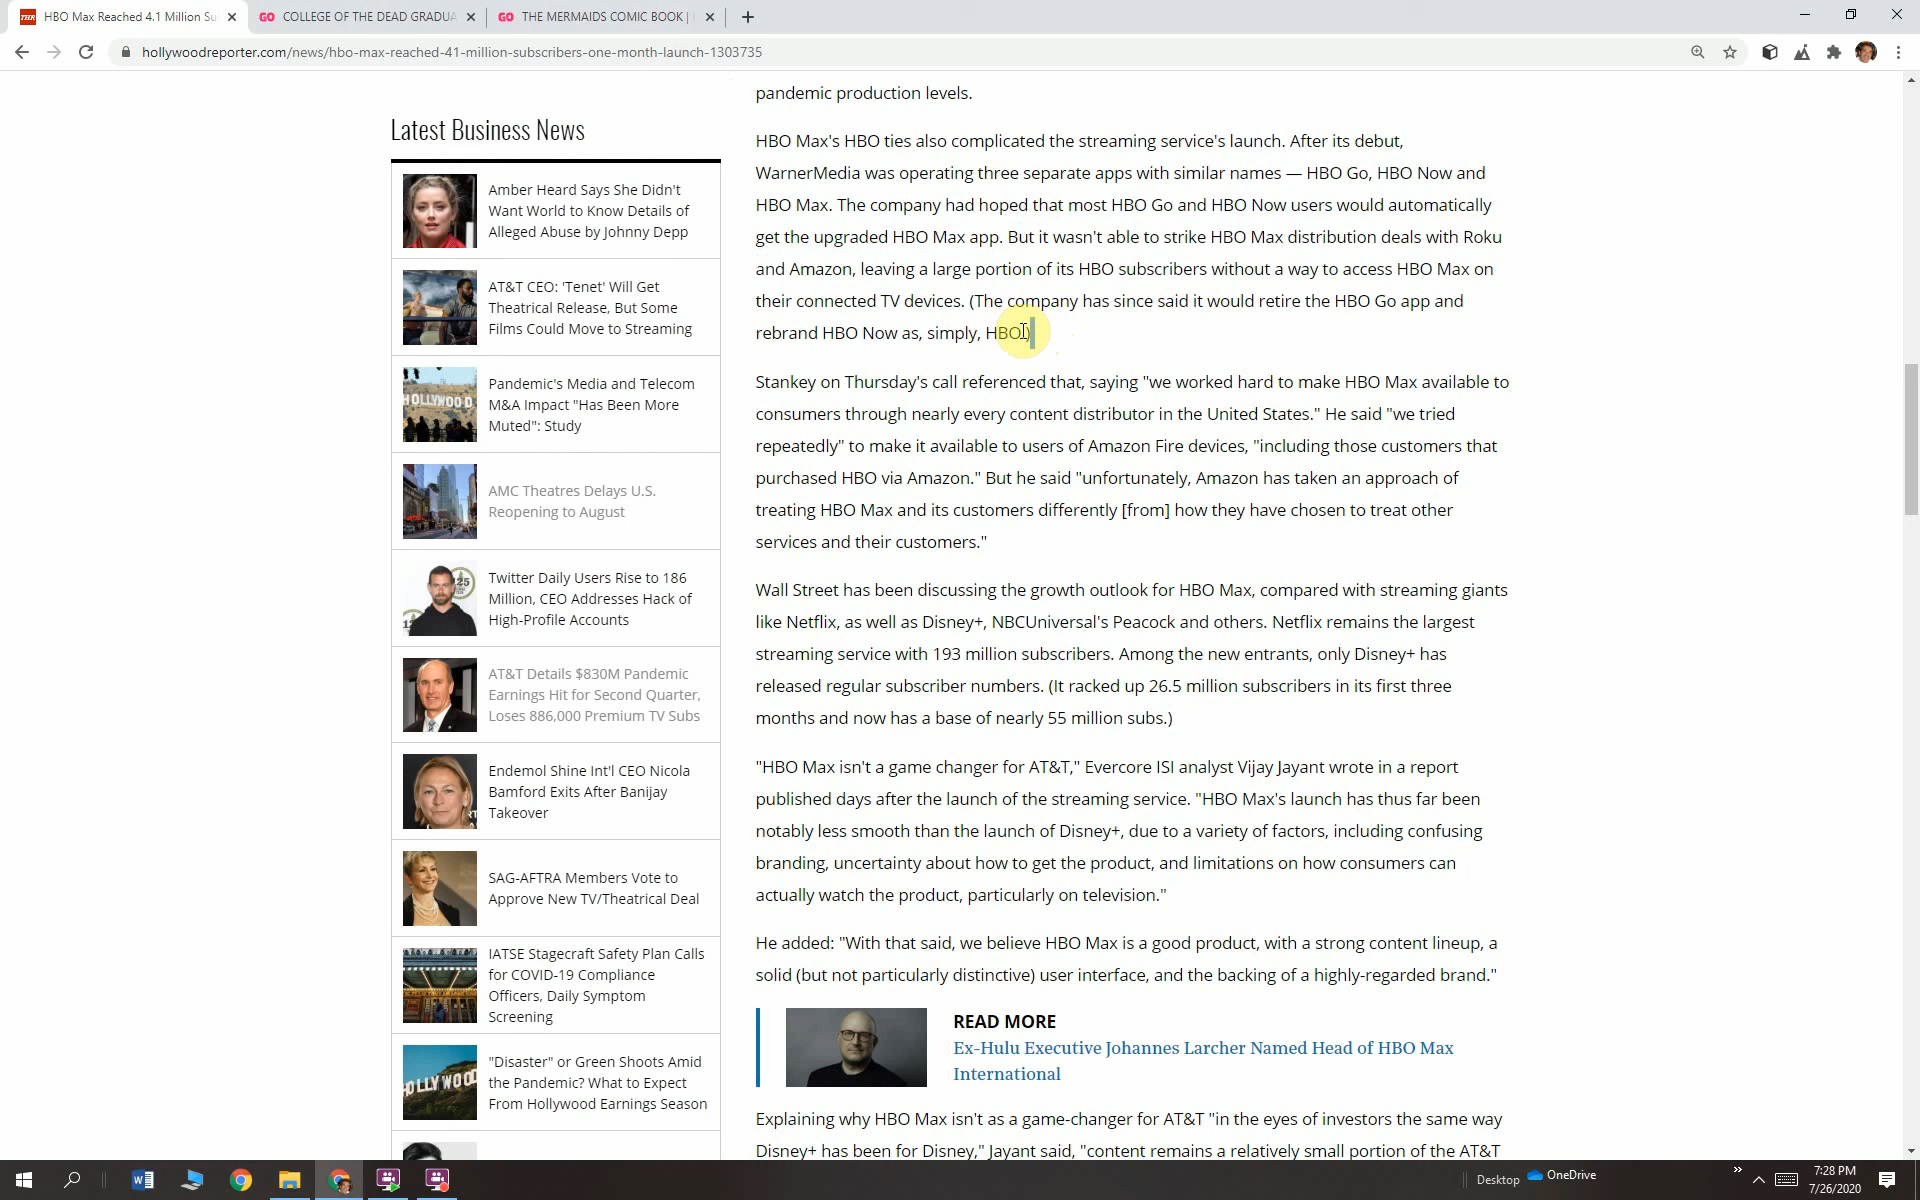 HBO Max Reached 4.1 Million Su
COLLEGE OF THE DEAD GRADUA
THE MERMAIDS COMIC BOOK |
hollywoodreporter.com/news/hbo-max-reached-41-million-subscribers-one-month-launch-1303735
Latest Business News
Amber Heard Says She Didn't
Want World to Know Details of
Alleged Abuse by Johnny Depp
AT&T CEO: 'Tenet' Will Get
Theatrical Release, But Some
Films Could Move to Streaming
Pandemic's Media and Telecom
M&A Impact "Has Been More
Muted": Study
AMC Theatres Delays U.S.
Reopening to August
Twitter Daily Users Rise to 186
Million, CEO Addresses Hack of
High-Profile Accounts
AT&T Details $830M Pandemic
Earnings Hit for Second Quarter,
Loses 886,000 Premium TV Subs
Endemol Shine Int'l CEO Nicola
Bamford Exits After Banijay
Takeover
SAG-AFTRA Members Vote to
Approve New TV/Theatrical Deal
IATSE Stagecraft Safety Plan Calls
for COVID-19 Compliance
Officers, Daily Symptom
Screening
"Disaster" or Green Shoots Amid
the Pandemic? What to Expect
From Hollywood Earnings Season
pandemic production levels.
HBO Max's HBO ties also complicated the streaming service's launch. After its debut,
WarnerMedia was operating three separate apps with similar names — HBO Go, HBO Now and
HBO Max. The company had hoped that most HBO Go and HBO Now users would automatically
get the upgraded HBO Max app. But it wasn't able to strike HBO Max distribution deals with Roku
and Amazon, leaving a large portion of its HBO subscribers without a way to access HBO Max on
their connected TV devices. (The company has since said it would retire the HBO Go app and
rebrand HBO Now as, simply, HBO.)
Stankey on Thursday's call referenced that, saying "we worked hard to make HBO Max available to
consumers through nearly every content distributor in the United States." He said "we tried
repeatedly" to make it available to users of Amazon Fire devices, "including those customers that
purchased HBO via Amazon." But he said "unfortunately, Amazon has taken an approach of
treating HBO Max and its customers differently [from] how they have chosen to treat other
services and their customers."
Wall Street has been discussing the growth outlook for HBO Max, compared with streaming giants
like Netflix, as well as Disney+, NBCUniversal's Peacock and others. Netflix remains the largest
streaming service with 193 million subscribers. Among the new entrants, only Disney+ has
released regular subscriber numbers. (It racked up 26.5 million subscribers in its first three
months and now has a base of nearly 55 million subs.)
"HBO Max isn't a game changer for AT&T," Evercore ISI analyst Vijay Jayant wrote in a report
published days after the launch of the streaming service. "HBO Max's launch has thus far been
notably less smooth than the launch of Disney+, due to a variety of factors, including confusing
branding, uncertainty about how to get the product, and limitations on how consumers can
actually watch the product, particularly on television."
He added: "With that said, we believe HBO Max is a good product, with a strong content lineup, a
solid (but not particularly distinctive) user interface, and the backing of a highly-regarded brand."
READ MORE
Ex-Hulu Executive Johannes Larcher Named Head of HBO Max
International
Explaining why HBO Max isn't as a game-changer for AT&T "in the eyes of investors the same way
Disney+ has been for Disney," Jayant said, "content remains a relatively small portion of the AT&T
Desktop
OneDrive
7:28 PM
7/26/2020